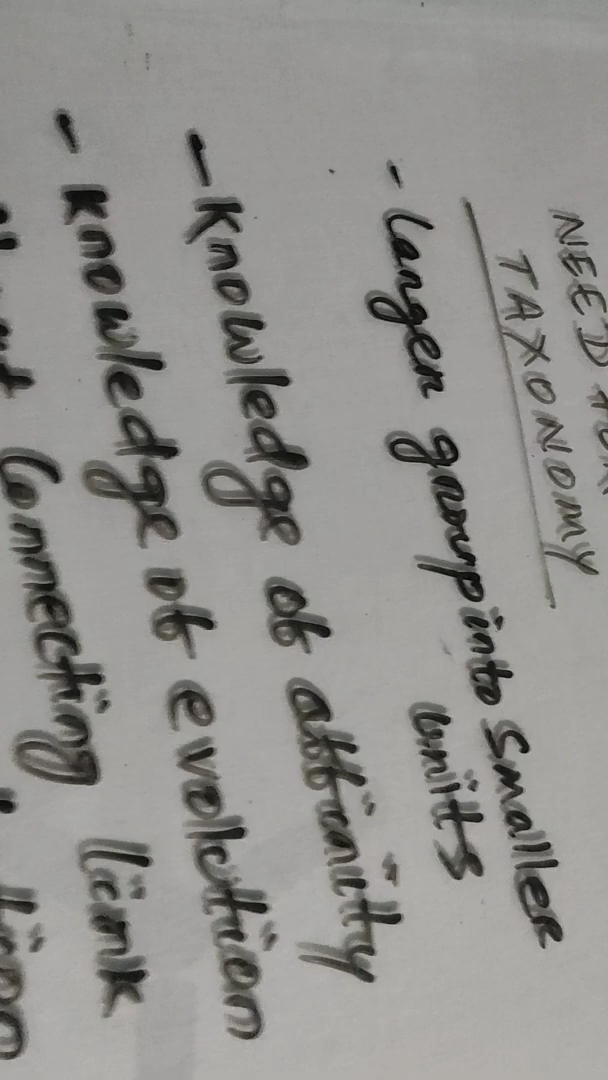 NEED FOR
TAXONOMY
- Larger group into Smaller
units
- Knowledge of affinity
- Knowledge of evolution
Connecting link